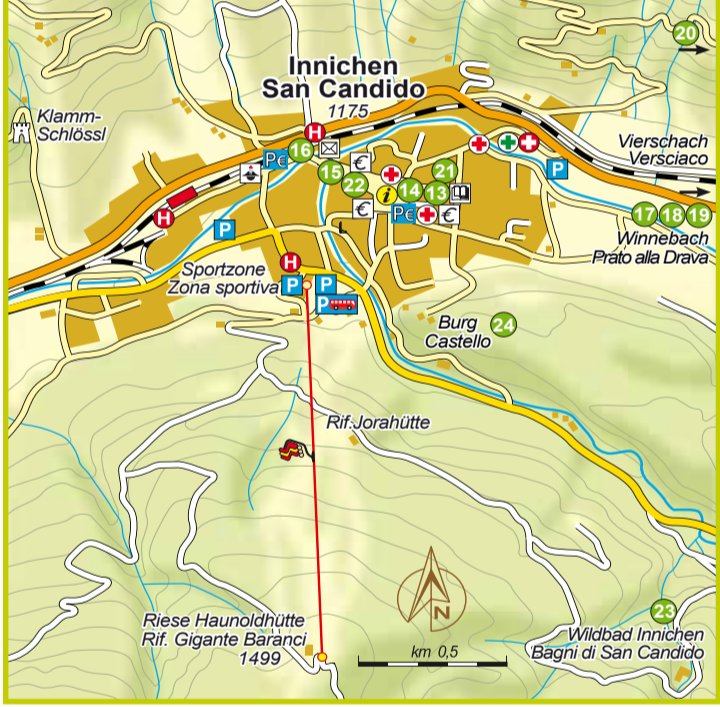 20
Innichen
San Candido
1175
Klamm-
Schlössl
H
Vierschach
Versciaco
16
P€
€
15
22
21
P
i
14
13
H
€
P€
€
17
18
19
P
Winnebach
Prato alla Drava
H
Sportzone
Zona sportiva
P
P
P
Burg
Castello
24
Rif.Jorahütte
N
23
Riese Haunoldhütte
Rif. Gigante Baranci
1499
km 0,5
Wildbad Innichen
Bagni di San Candido